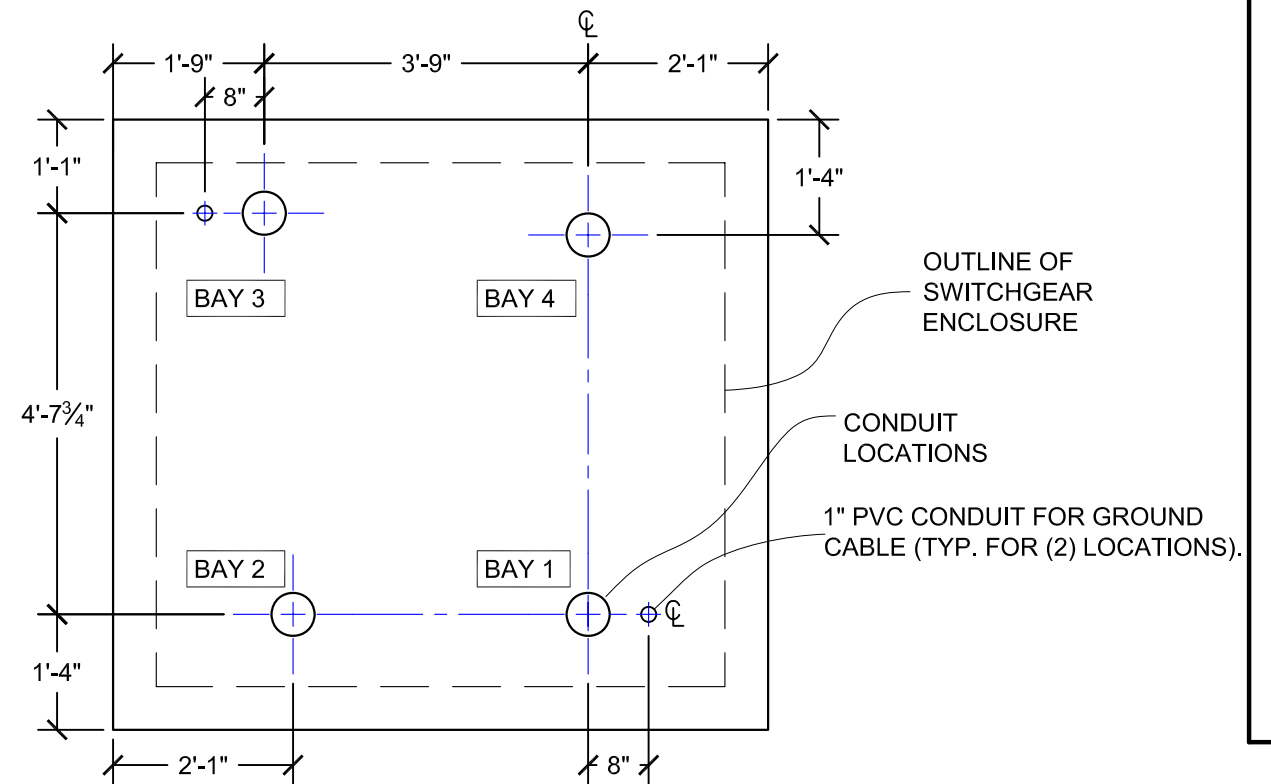 ℄
1'-9" 3'-9" 2'-1"
8"
1'-1"
1'-4"
BAY 3
BAY 4
OUTLINE OF
SWITCHGEAR
ENCLOSURE
4'-7¾"
CONDUIT
LOCATIONS
1" PVC CONDUIT FOR GROUND
CABLE (TYP. FOR (2) LOCATIONS).
BAY 2
BAY 1
℄
1'-4"
2'-1"
8"